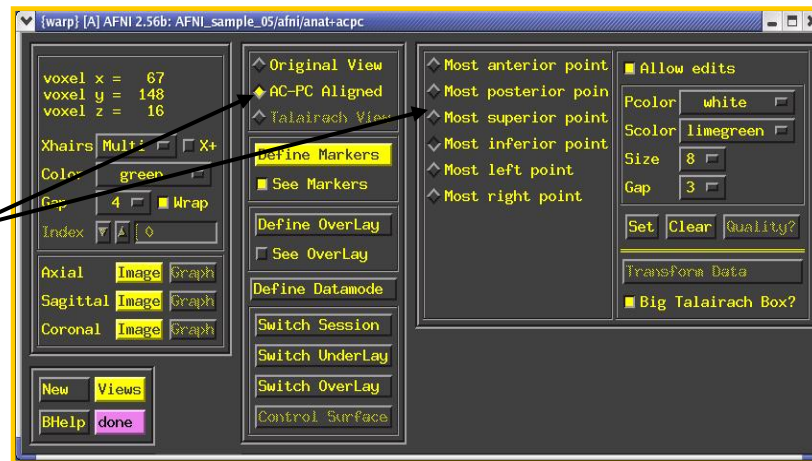 {warp} [A] AFNI 2.56b: AFNI_sample_05/afni/anat+acpc
voxel x = 67
voxel y = 148
voxel z = 16
Xhairs Multi X+
Color green
Gap 4 Wrap
Index 0
Axial Image Graph
Sagittal Image Graph
Coronal Image Graph
New Views
BHelp done
Original View
AC-PC Aligned
Talairach View
Define Markers
See Markers
Define OverLay
See OverLay
Define Datamode
Switch Session
Switch UnderLay
Switch OverLay
Control Surface
Most anterior point
Most posterior poin
Most superior point
Most inferior point
Most left point
Most right point
Allow edits
Pcolor white
Scolor limegreen
Size 8
Gap 3
Set Clear Quality?
Transform Data
Big Talairach Box?